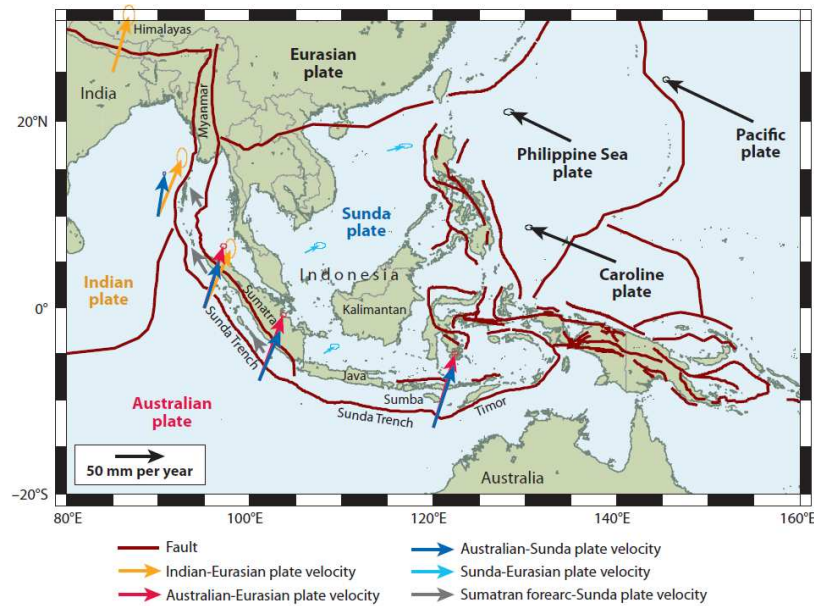 Himalayas
Eurasian
plate
India
Myanmar
20°N
Pacific
plate
Philippine Sea
plate
Sunda
plate
Indian
plate
Indonesia
Caroline
plate
0°
Kalimantan
Sumatra
Sunda Trench
Java
Australian
plate
Sumba
Timor
Sunda Trench
50 mm per year
Australia
−20°S
80°E
100°E
120°E
140°E
160°E
Fault
Indian-Eurasian plate velocity
Australian-Eurasian plate velocity
Australian-Sunda plate velocity
Sunda-Eurasian plate velocity
Sumatran forearc-Sunda plate velocity